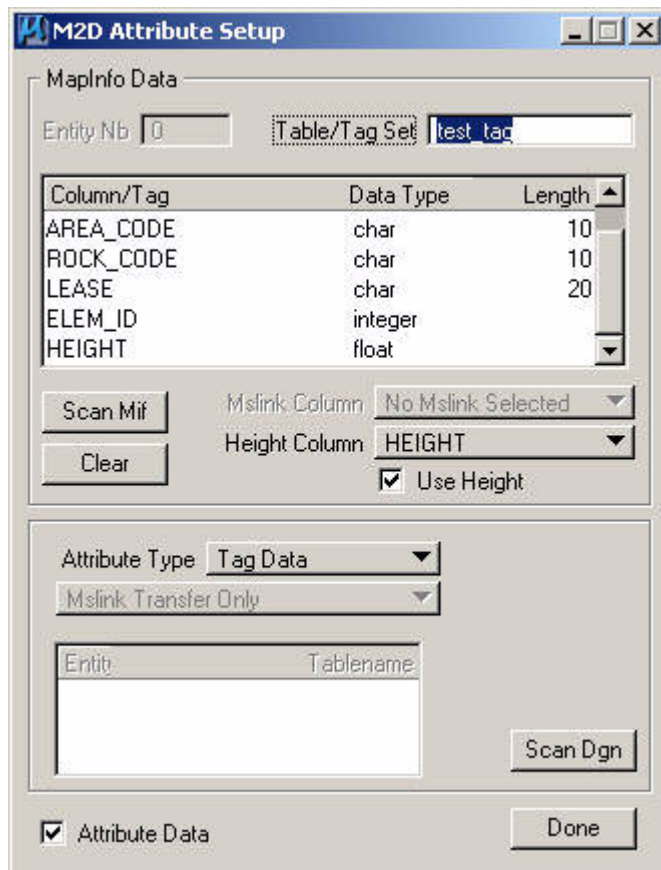 M2D Attribute Setup
MapInfo Data
Entity Nb 0 Table/Tag Set test_tag
Column/Tag Data Type Length
AREA_CODE char 10
ROCK_CODE char 10
LEASE char 20
ELEM_ID integer
HEIGHT float
Scan Mif Mslink Column No Mslink Selected
Clear Height Column HEIGHT
Use Height
Attribute Type Tag Data
Mslink Transfer Only
Entity Tablename
Scan Dgn
Attribute Data Done